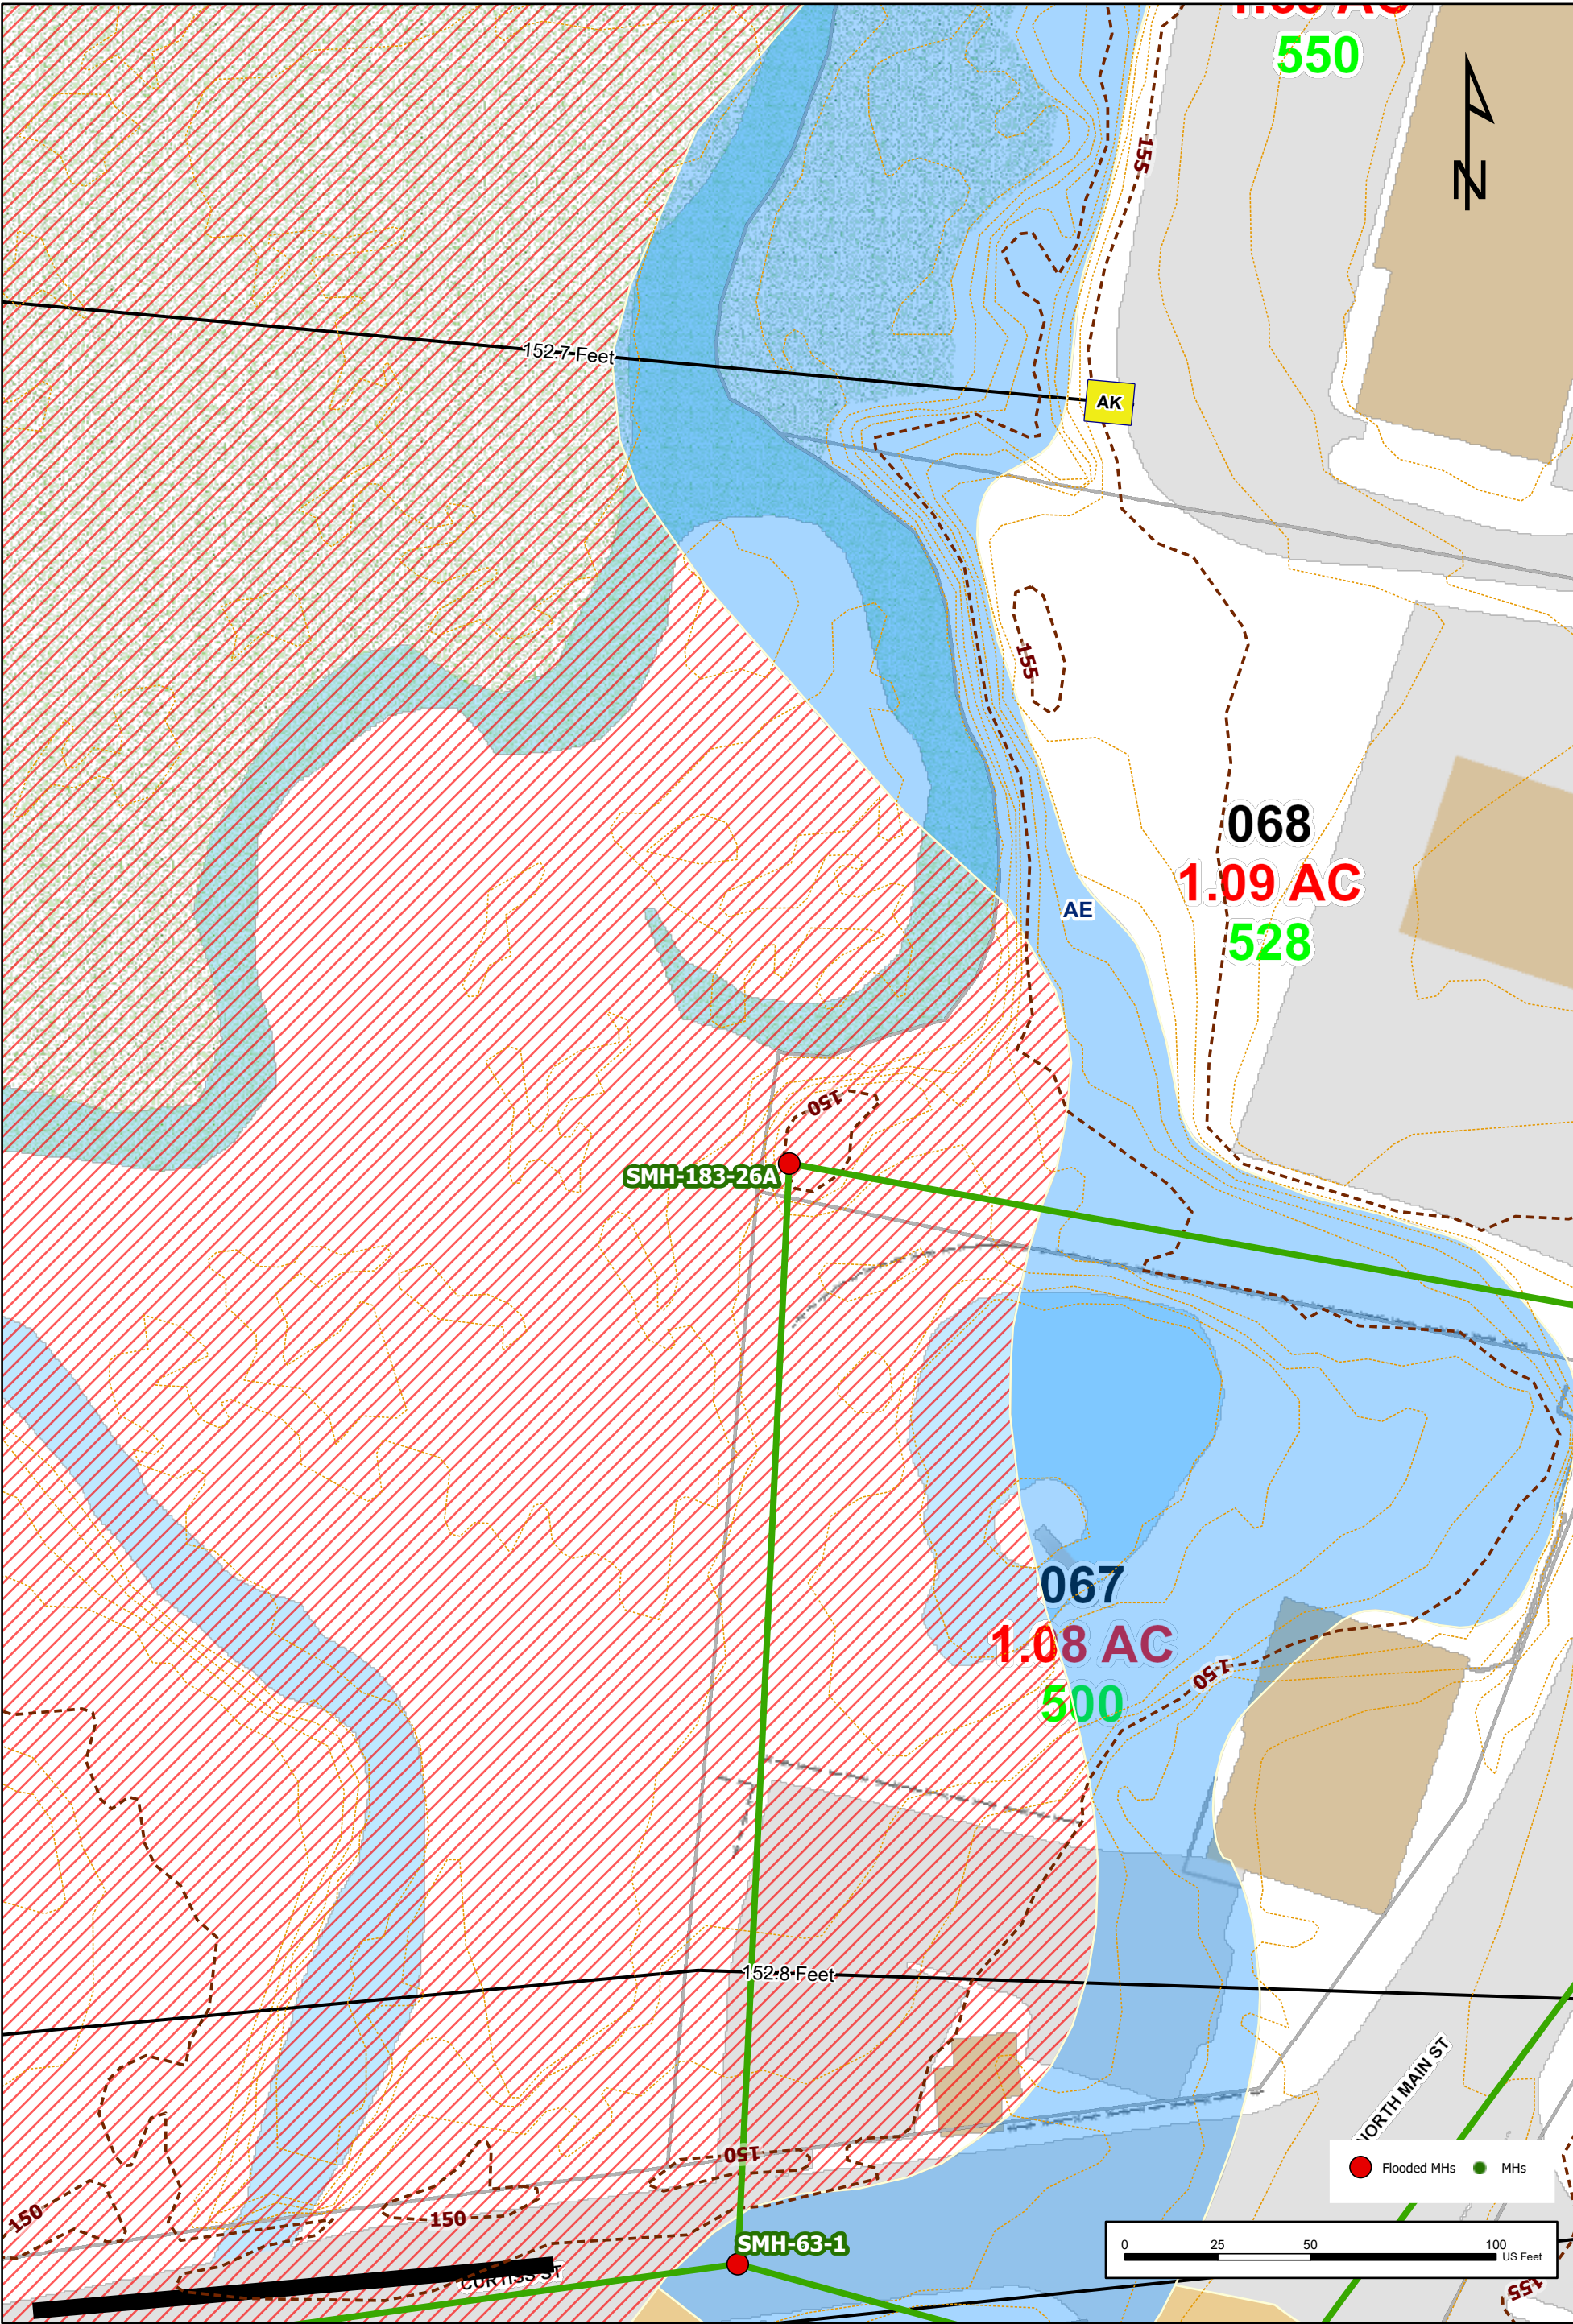 550
N
155
152.7 Feet
AK
155
068
1.09 AC
528
AE
150
SMH-183-26A
067
1.08 AC
500
150
152.8 Feet
NORTH MAIN ST
150
150
150
Flooded MHs
MHs
SMH-63-1
0 25 50 100
US Feet
CURTISS ST
155